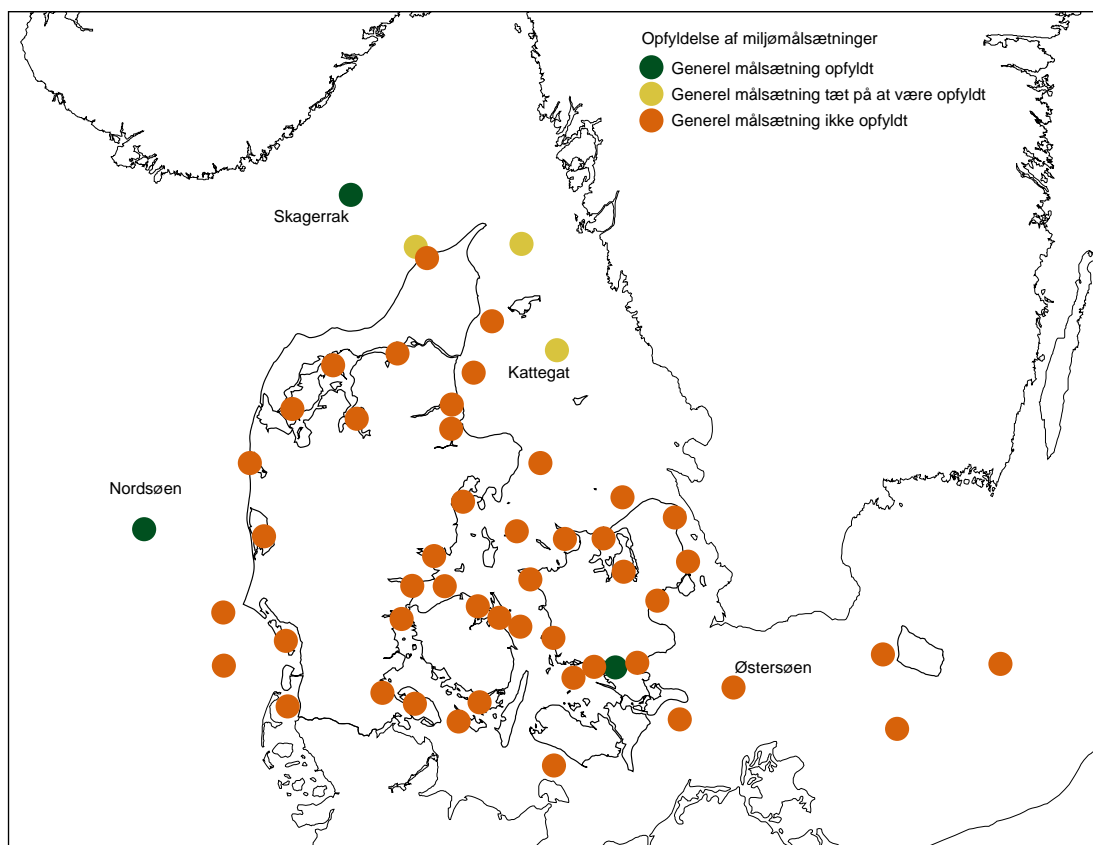 Opfyldelse af miljømålsætninger
Generel målsætning opfyldt
Generel målsætning tæt på at være opfyldt
Generel målsætning ikke opfyldt
Skagerrak
Kattegat
Nordsøen
Østersøen